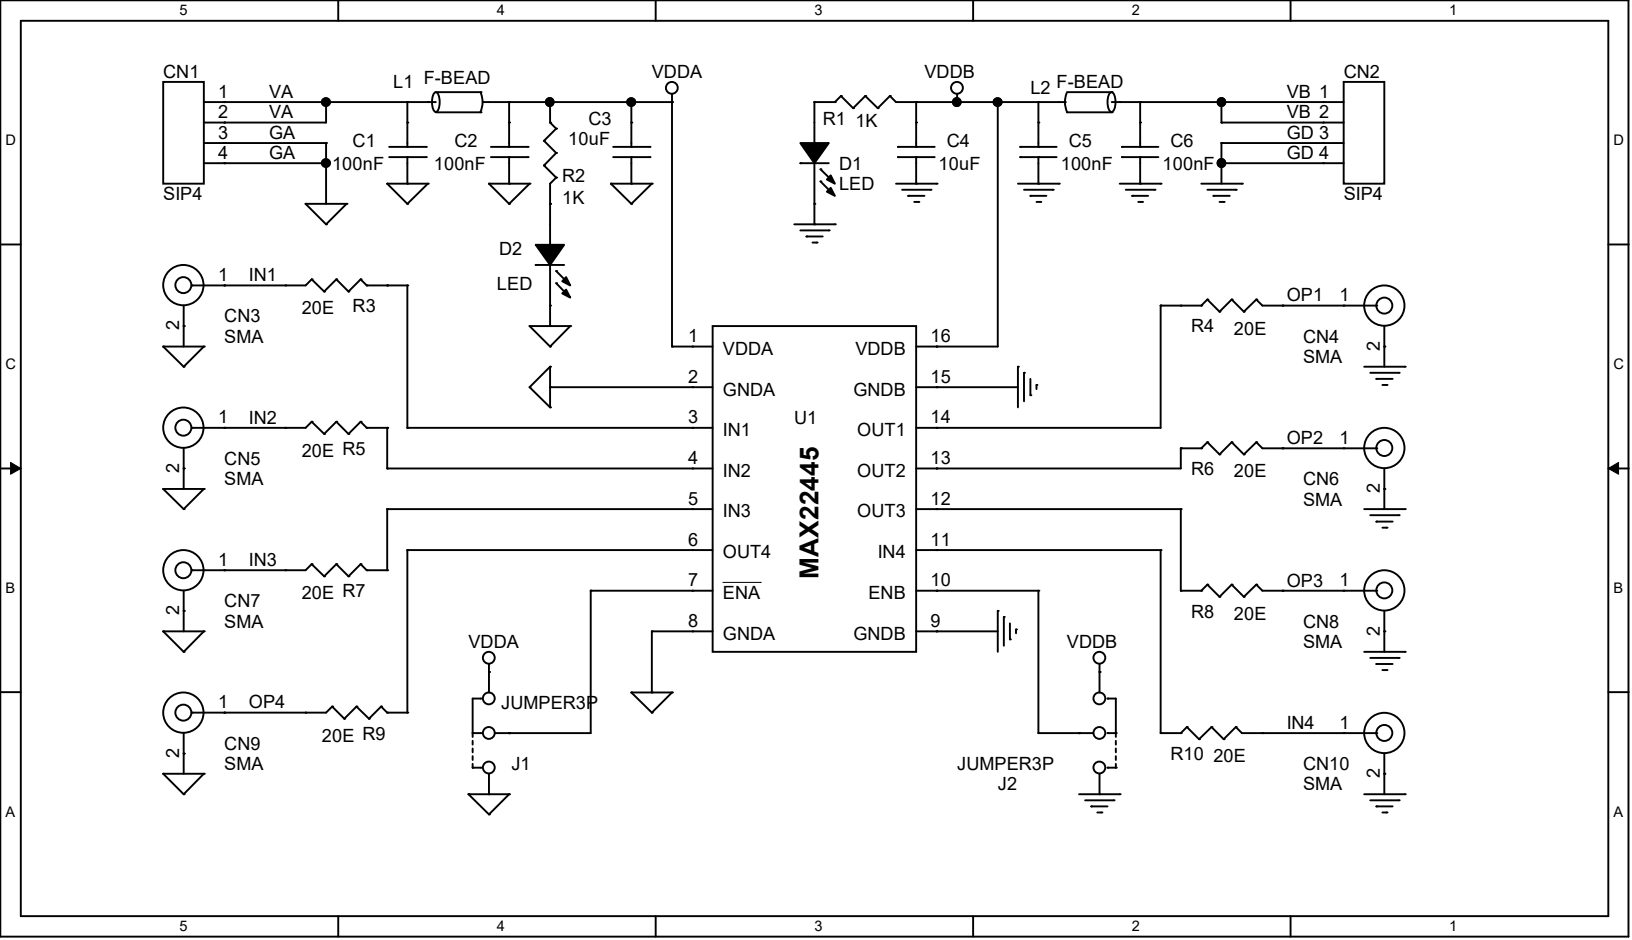 5 4 3 2 1
D
D
C
C
B
B
A
A
CN1
1 VA
2 VA
3 GA
4 GA
SIP4
L1 F-BEAD
C1
100nF
C2
100nF
R2
1K
C3
10uF
VDDA
D2
LED
VDDB
R1 1K
D1
LED
C4
10uF
L2 F-BEAD
C5
100nF
C6
100nF
CN2
VB 1
VB 2
GD 3
GD 4
SIP4
1 IN1
20E R3
2
CN3
SMA
1 IN2
20E R5
2
CN5
SMA
1 IN3
20E R7
2
CN7
SMA
1 OP4
20E R9
2
CN9
SMA
U1
MAX22445
1 VDDA
2 GNDA
3 IN1
4 IN2
5 IN3
6 OUT4
7 ENA
8 GNDA
VDDB 16
GNDB 15
OUT1 14
OUT2 13
OUT3 12
IN4 11
ENB 10
GNDB 9
VDDA
JUMPER3P
J1
VDDB
JUMPER3P
J2
OP1 1
R4 20E
CN4
SMA
2
OP2 1
R6 20E
CN6
SMA
2
OP3 1
R8 20E
CN8
SMA
2
IN4 1
R10 20E
CN10
SMA
2
5 4 3 2 1